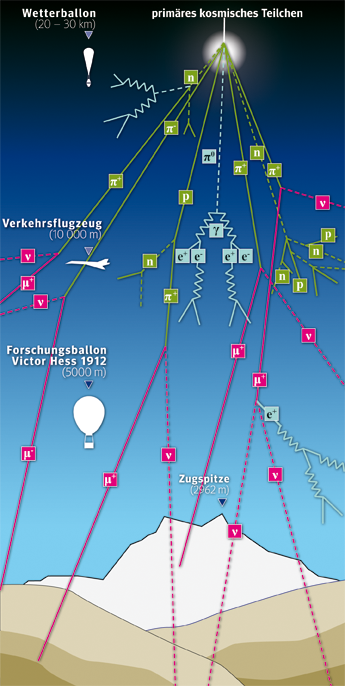 Wetterballon
(20 – 30 km)
primäres kosmisches Teilchen
n
π⁺
n
π⁰
π⁺
π⁺
π⁺
p
ν
Verkehrsflugzeug
(10 000 m)
γ
p
n
ν
e⁺
e⁻
e⁺
e⁻
n
n
μ⁺
p
π⁺
ν
ν
Forschungsballon
Victor Hess 1912
(5000 m)
μ⁺
μ⁺
e⁺
μ⁺
ν
ν
μ⁺
Zugspitze
(2962 m)
ν